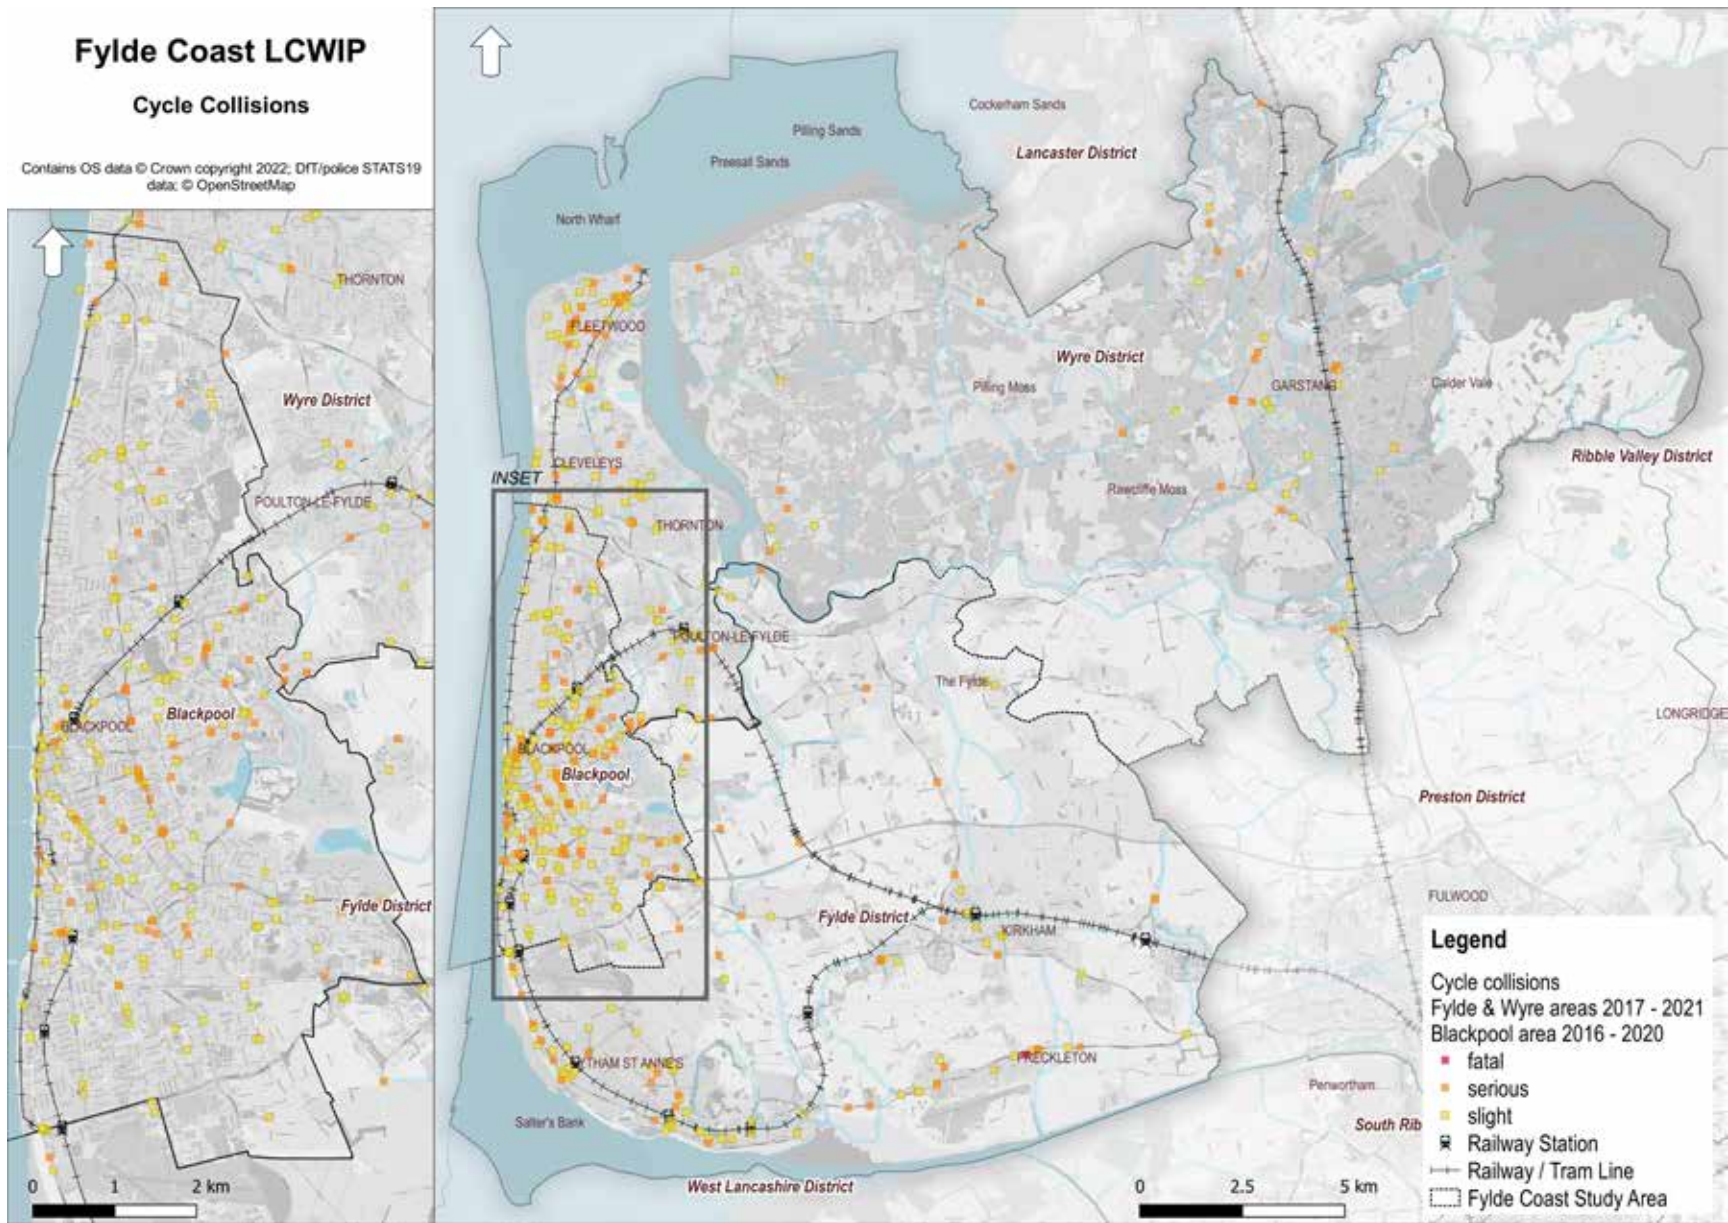 Fylde Coast LCWIP
Cycle Collisions
Contains OS data © Crown copyright 2022; DfT/police STATS19
data; © OpenStreetMap
THORNTON
Wyre District
POULTON-LE-FYLDE
BLACKPOOL
Blackpool
Fylde District
0 1 2 km
Cockerham Sands
Pilling Sands
Lancaster District
Preesall Sands
North Wharf
FLEETWOOD
Wyre District
Pilling Moss
GARSTANG
Calder Vale
Ribble Valley District
CLEVELEYS
INSET
Rawcliffe Moss
THORNTON
POULTON-LE-FYLDE
The Fylde
LONGRIDGE
BLACKPOOL
Blackpool
Preston District
FULWOOD
Fylde District
KIRKHAM
LYTHAM ST ANNE'S
PRECKLETON
Penwortham
Salter's Bank
South Rib
West Lancashire District
Legend
Cycle collisions
Fylde & Wyre areas 2017 - 2021
Blackpool area 2016 - 2020
fatal
serious
slight
Railway Station
Railway / Tram Line
Fylde Coast Study Area
0 2.5 5 km